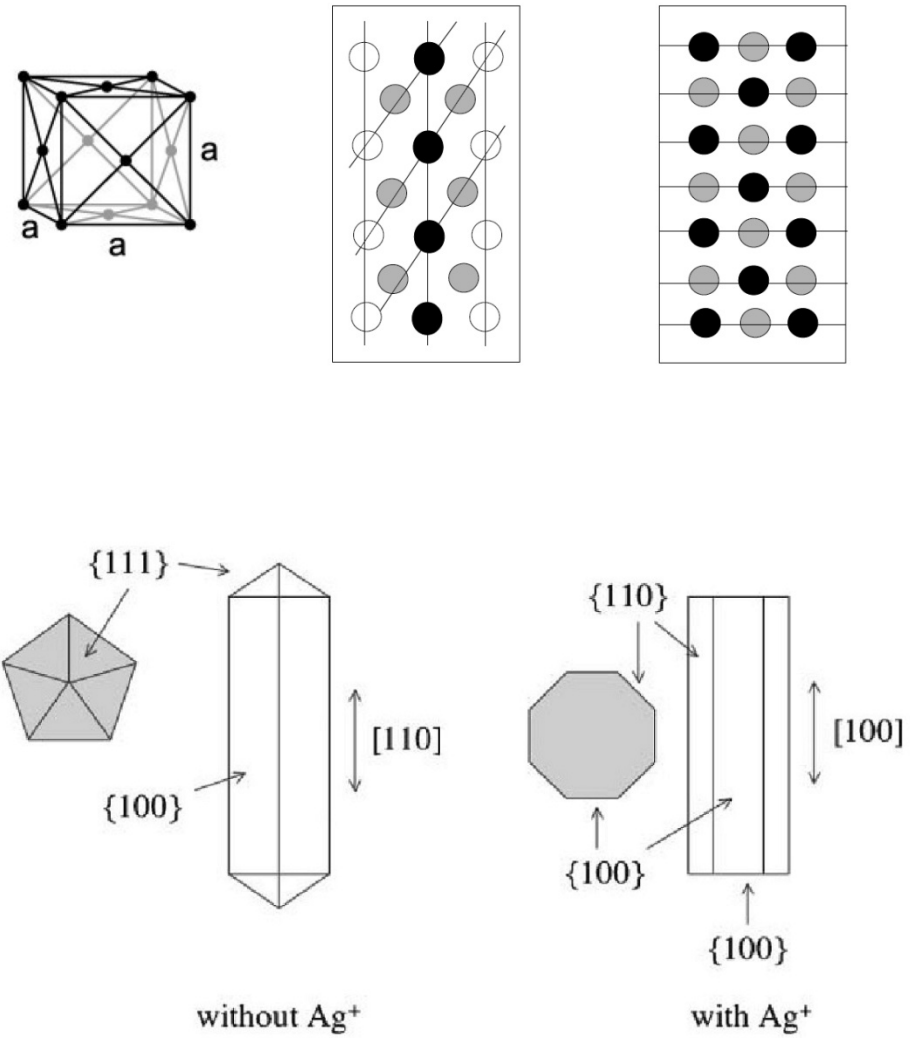 a
a
a
{111}
{110}
[110]
[100]
{100}
{100}
{100}
without Ag⁺
with Ag⁺